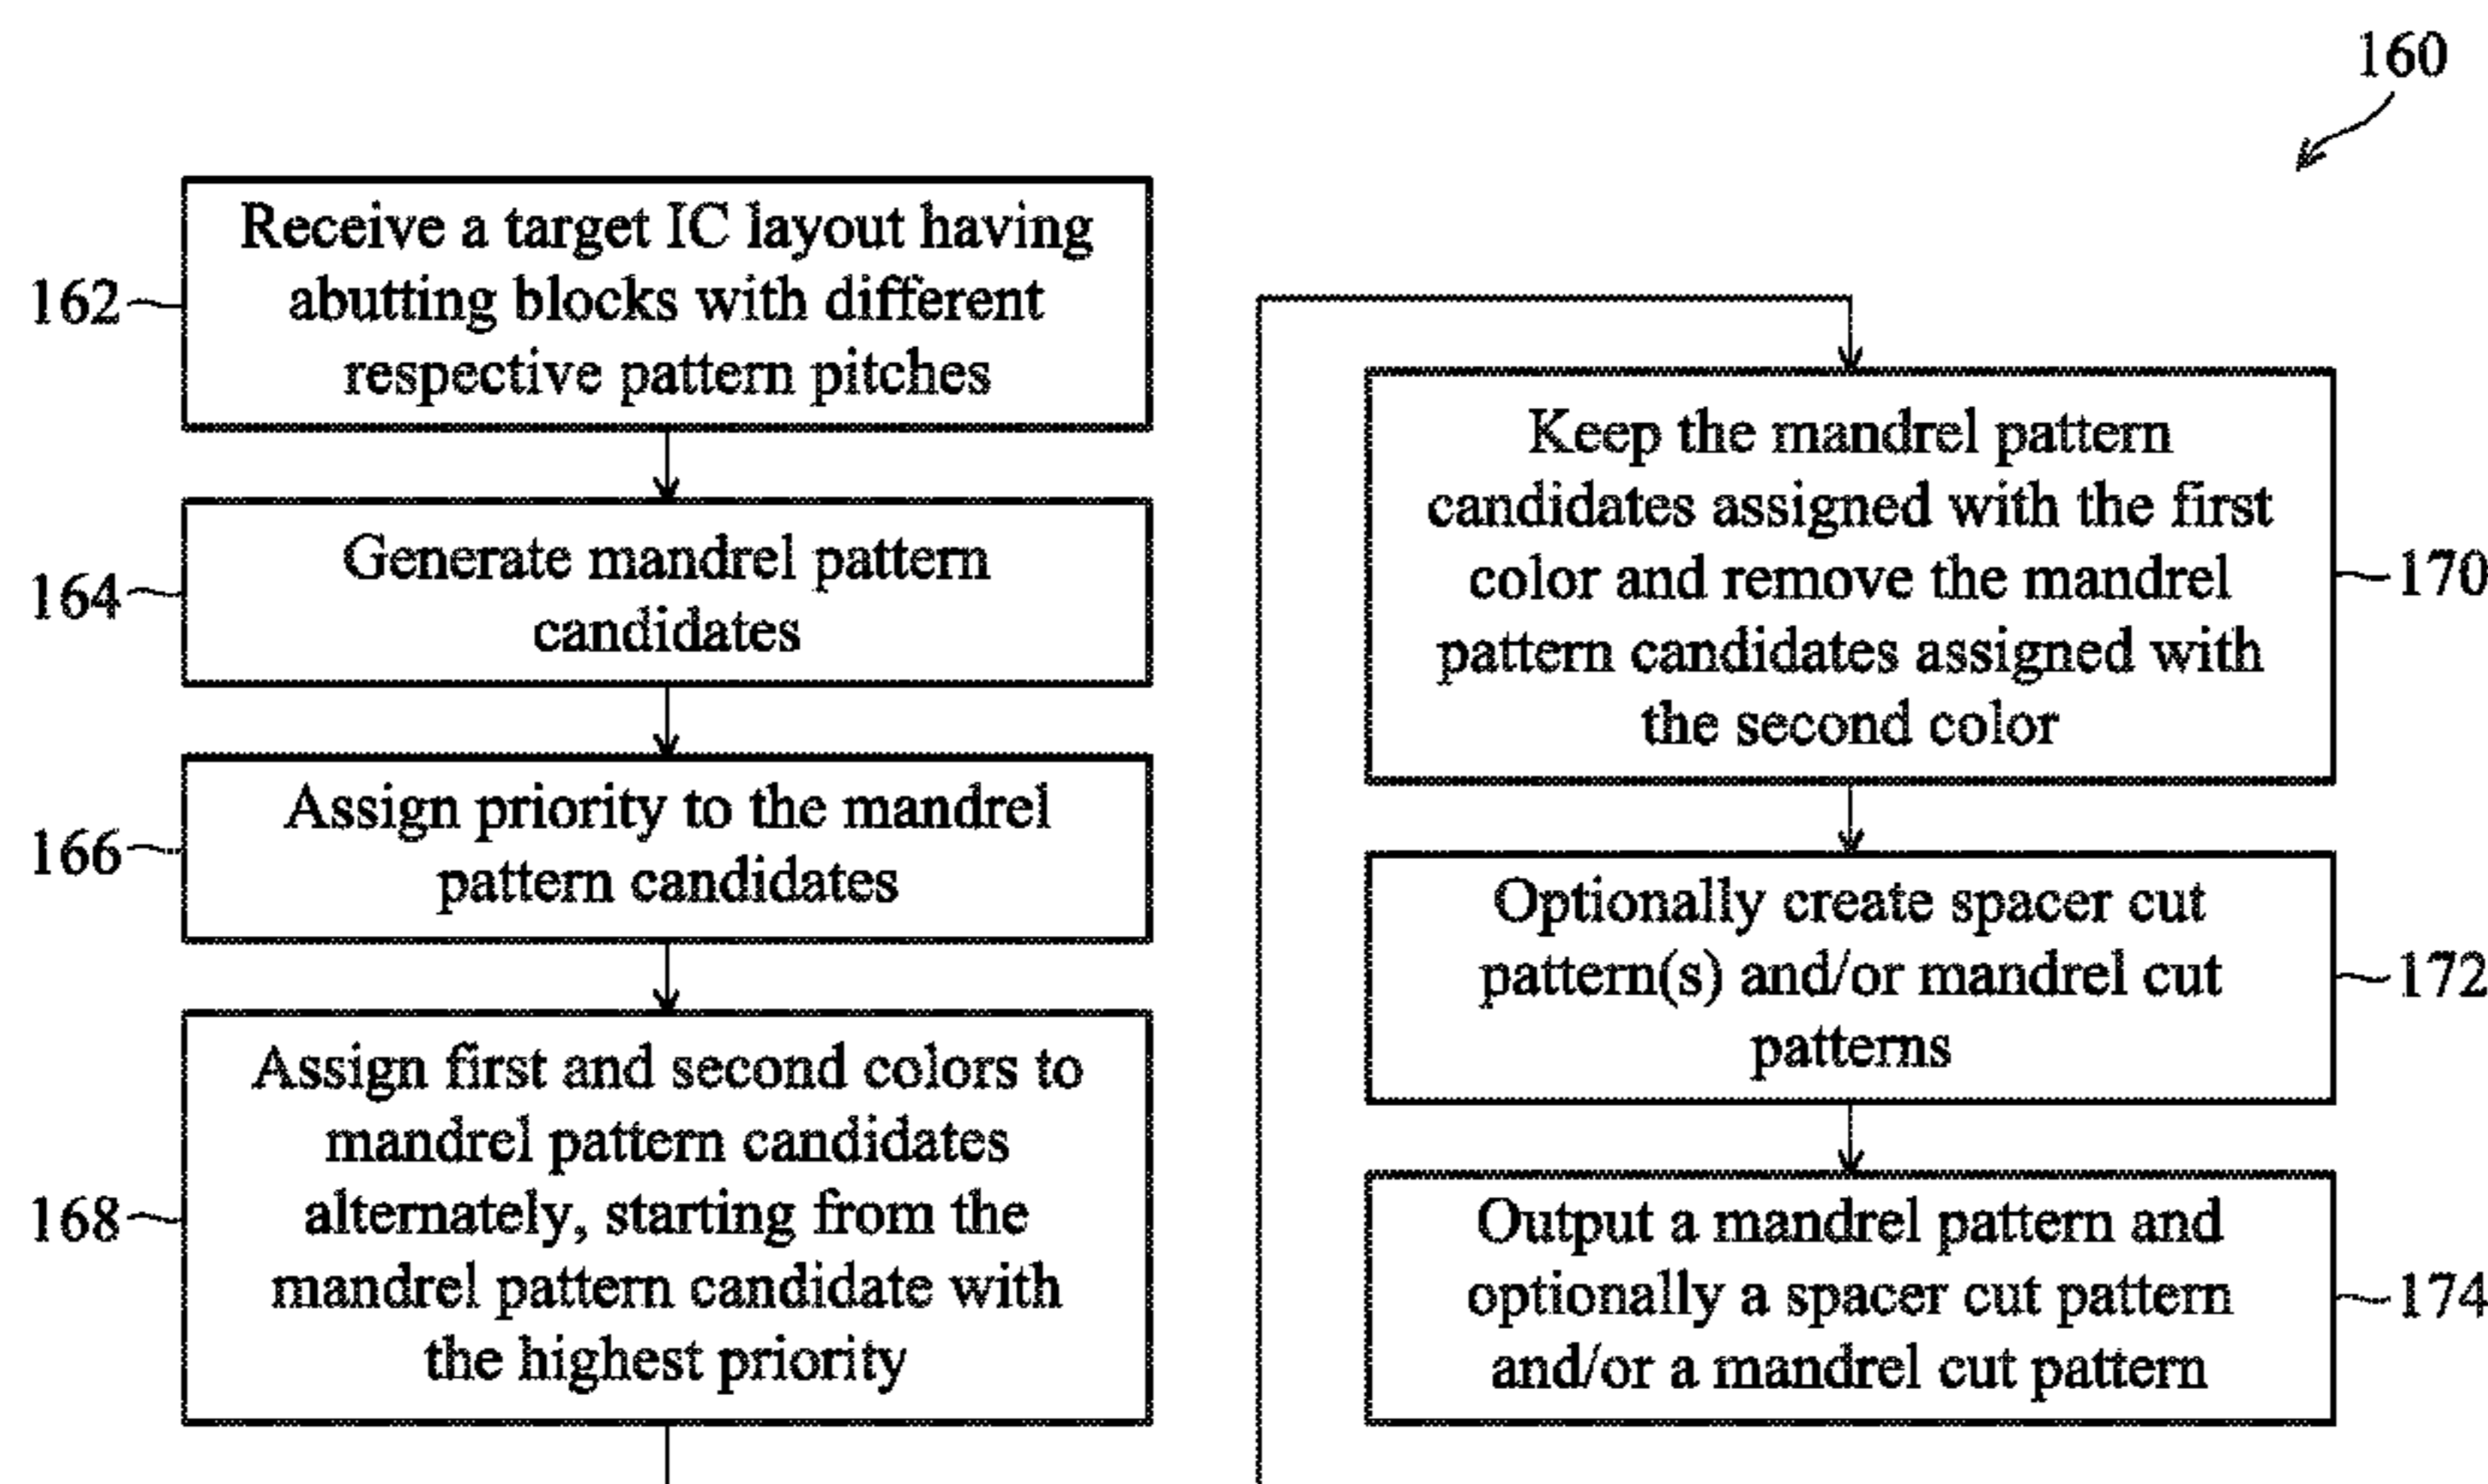 160
162
Receive a target IC layout having
abutting blocks with different
respective pattern pitches
164
Generate mandrel pattern
candidates
166
Assign priority to the mandrel
pattern candidates
168
Assign first and second colors to
mandrel pattern candidates
alternately, starting from the
mandrel pattern candidate with
the highest priority
Keep the mandrel pattern
candidates assigned with the first
color and remove the mandrel
pattern candidates assigned with
the second color
170
Optionally create spacer cut
pattern(s) and/or mandrel cut
patterns
172
Output a mandrel pattern and
optionally a spacer cut pattern
and/or a mandrel cut pattern
174